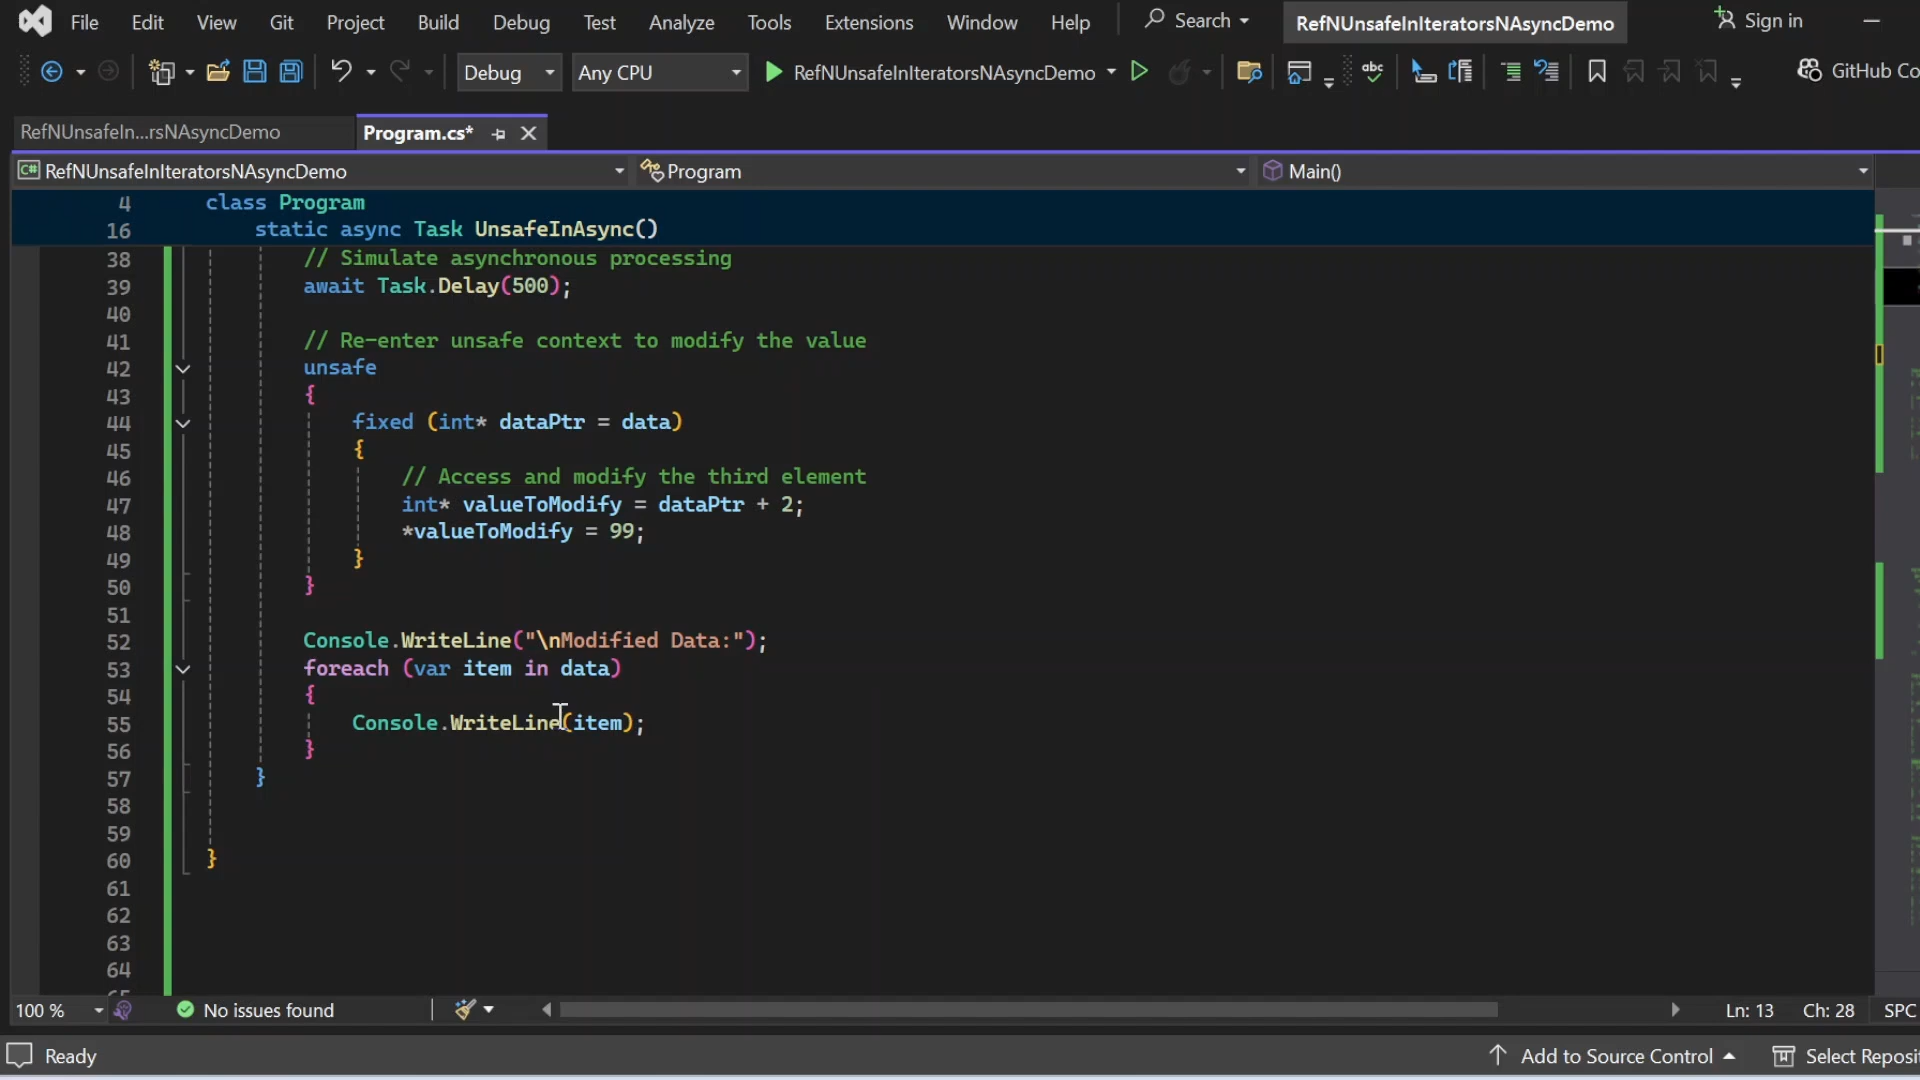 File Edit View Git Project Build Debug Test Analyze Tools Extensions Window Help Search RefNUnsafeInIteratorsNAsyncDemo Sign in
Debug Any CPU RefNUnsafeInIteratorsNAsyncDemo abc GitHub Co
RefNUnsafeIn...rsNAsyncDemo Program.cs*
C# RefNUnsafeInIteratorsNAsyncDemo Program Main()
4 class Program
16 static async Task UnsafeInAsync()
38 // Simulate asynchronous processing
39 await Task.Delay(500);
40
41 // Re-enter unsafe context to modify the value
42 unsafe
43 {
44 fixed (int* dataPtr = data)
45 {
46 // Access and modify the third element
47 int* valueToModify = dataPtr + 2;
48 *valueToModify = 99;
49 }
50 }
51
52 Console.WriteLine("\nModified Data:");
53 foreach (var item in data)
54 {
55 Console.WriteLine(item);
56 }
57 }
58
59
60 }
61
62
63
64
100 % No issues found Ln: 13 Ch: 28 SPC
Ready Add to Source Control Select Reposit